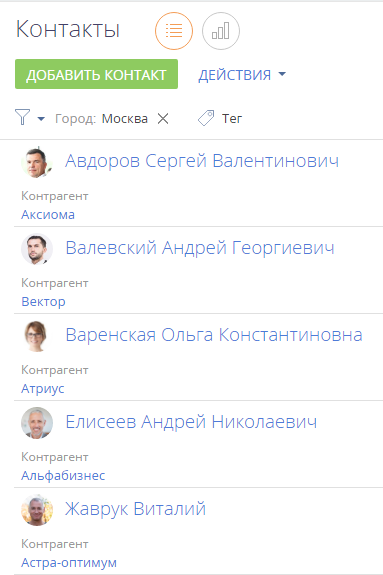 Контакты
ДОБАВИТЬ КОНТАКТ ДЕЙСТВИЯ
Город: Москва Тег
Авдоров Сергей Валентинович
Контрагент
Аксиома
Валевский Андрей Георгиевич
Контрагент
Вектор
Варенская Ольга Константиновна
Контрагент
Атриус
Елисеев Андрей Николаевич
Контрагент
Альфабизнес
Жаврук Виталий
Контрагент
Астра-оптимум